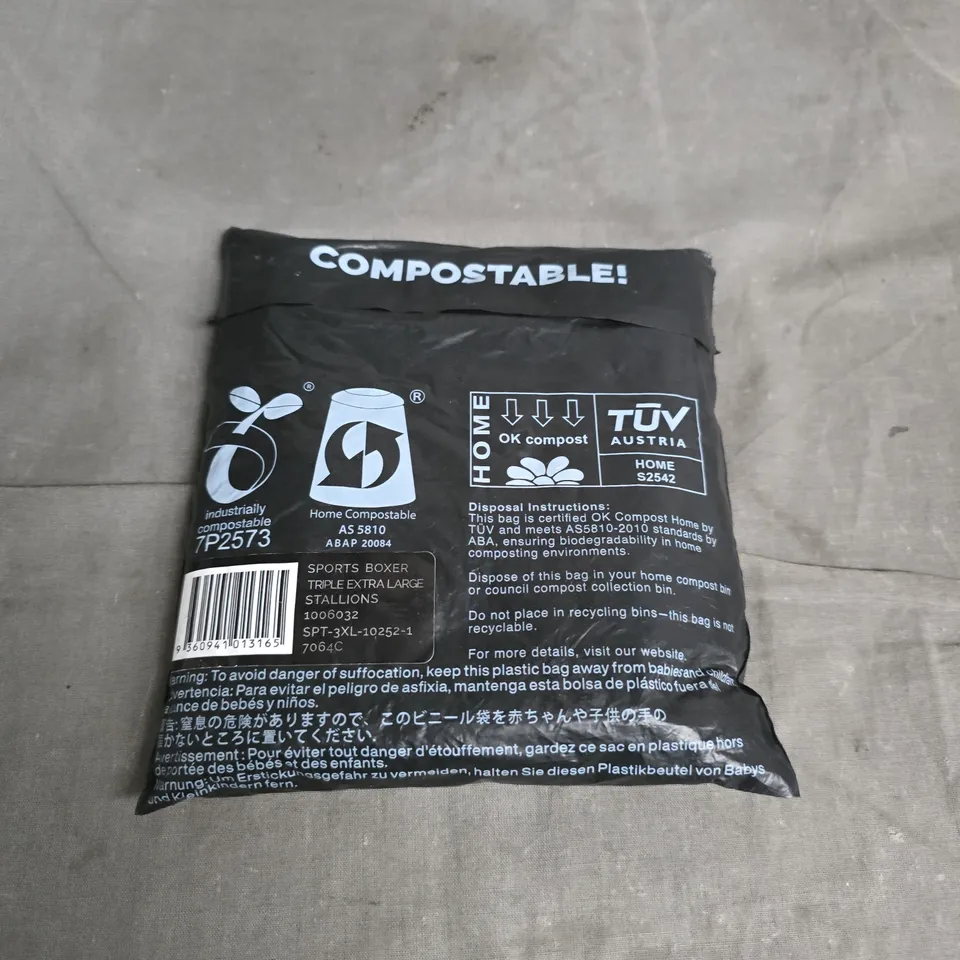 COMPOSTABLE!
®
®
industrially
compostable
7P2573
Home Compostable
AS 5810
ABAP 20084
HOME
OK compost
TÜV
AUSTRIA
HOME
S2542
Disposal Instructions:
This bag is certified OK Compost Home by
TÜV and meets AS5810-2010 standards by
ABA, ensuring biodegradability in home
composting environments.
Dispose of this bag in your home compost bin
or council compost collection bin.
Do not place in recycling bins—this bag is not
recyclable.
For more details, visit our website.
SPORTS BOXER
TRIPLE EXTRA LARGE
STALLIONS
1006032
SPT-3XL-10252-1
7064C
9 360941 013165
arning: To avoid danger of suffocation, keep this plastic bag away from babies and children
vertencia: Para evitar el peligro de asfixia, mantenga esta bolsa de plástico fuera del
ance de bebés y niños.
告: 窒息の危険がありますので、このビニール袋を赤ちゃんや子供の手の
かないところに置いてください。
vertissement : Pour éviter tout danger d'étouffement, gardez ce sac en plastique hors
de portée des bébés et des enfants.
Warnung: Um Erstickungsgefahr zu vermeiden, halten Sie diesen Plastikbeutel von Babys
und Kleinkindern fern.